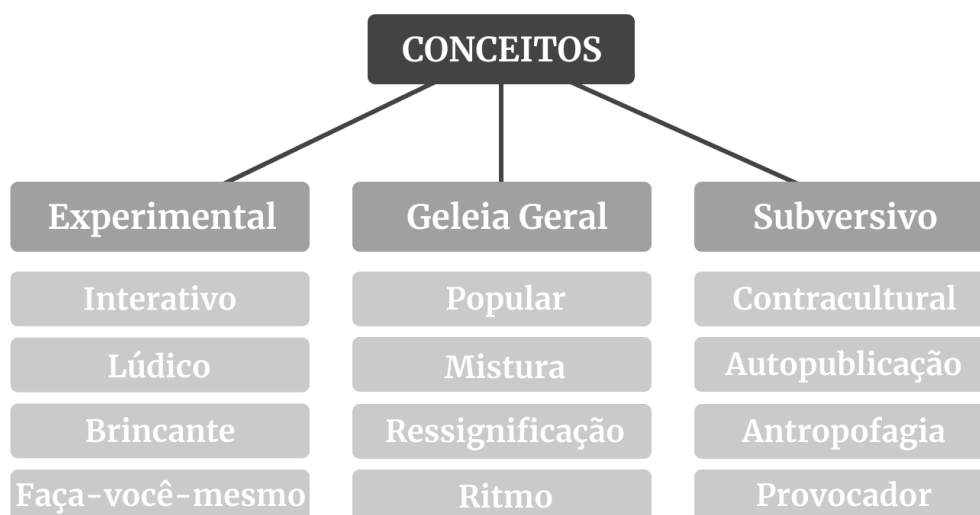 CONCEITOS
Experimental
Geleia Geral
Subversivo
Interativo
Popular
Contracultural
Lúdico
Mistura
Autopublicação
Brincante
Ressignificação
Antropofagia
Faça-você-mesmo
Ritmo
Provocador